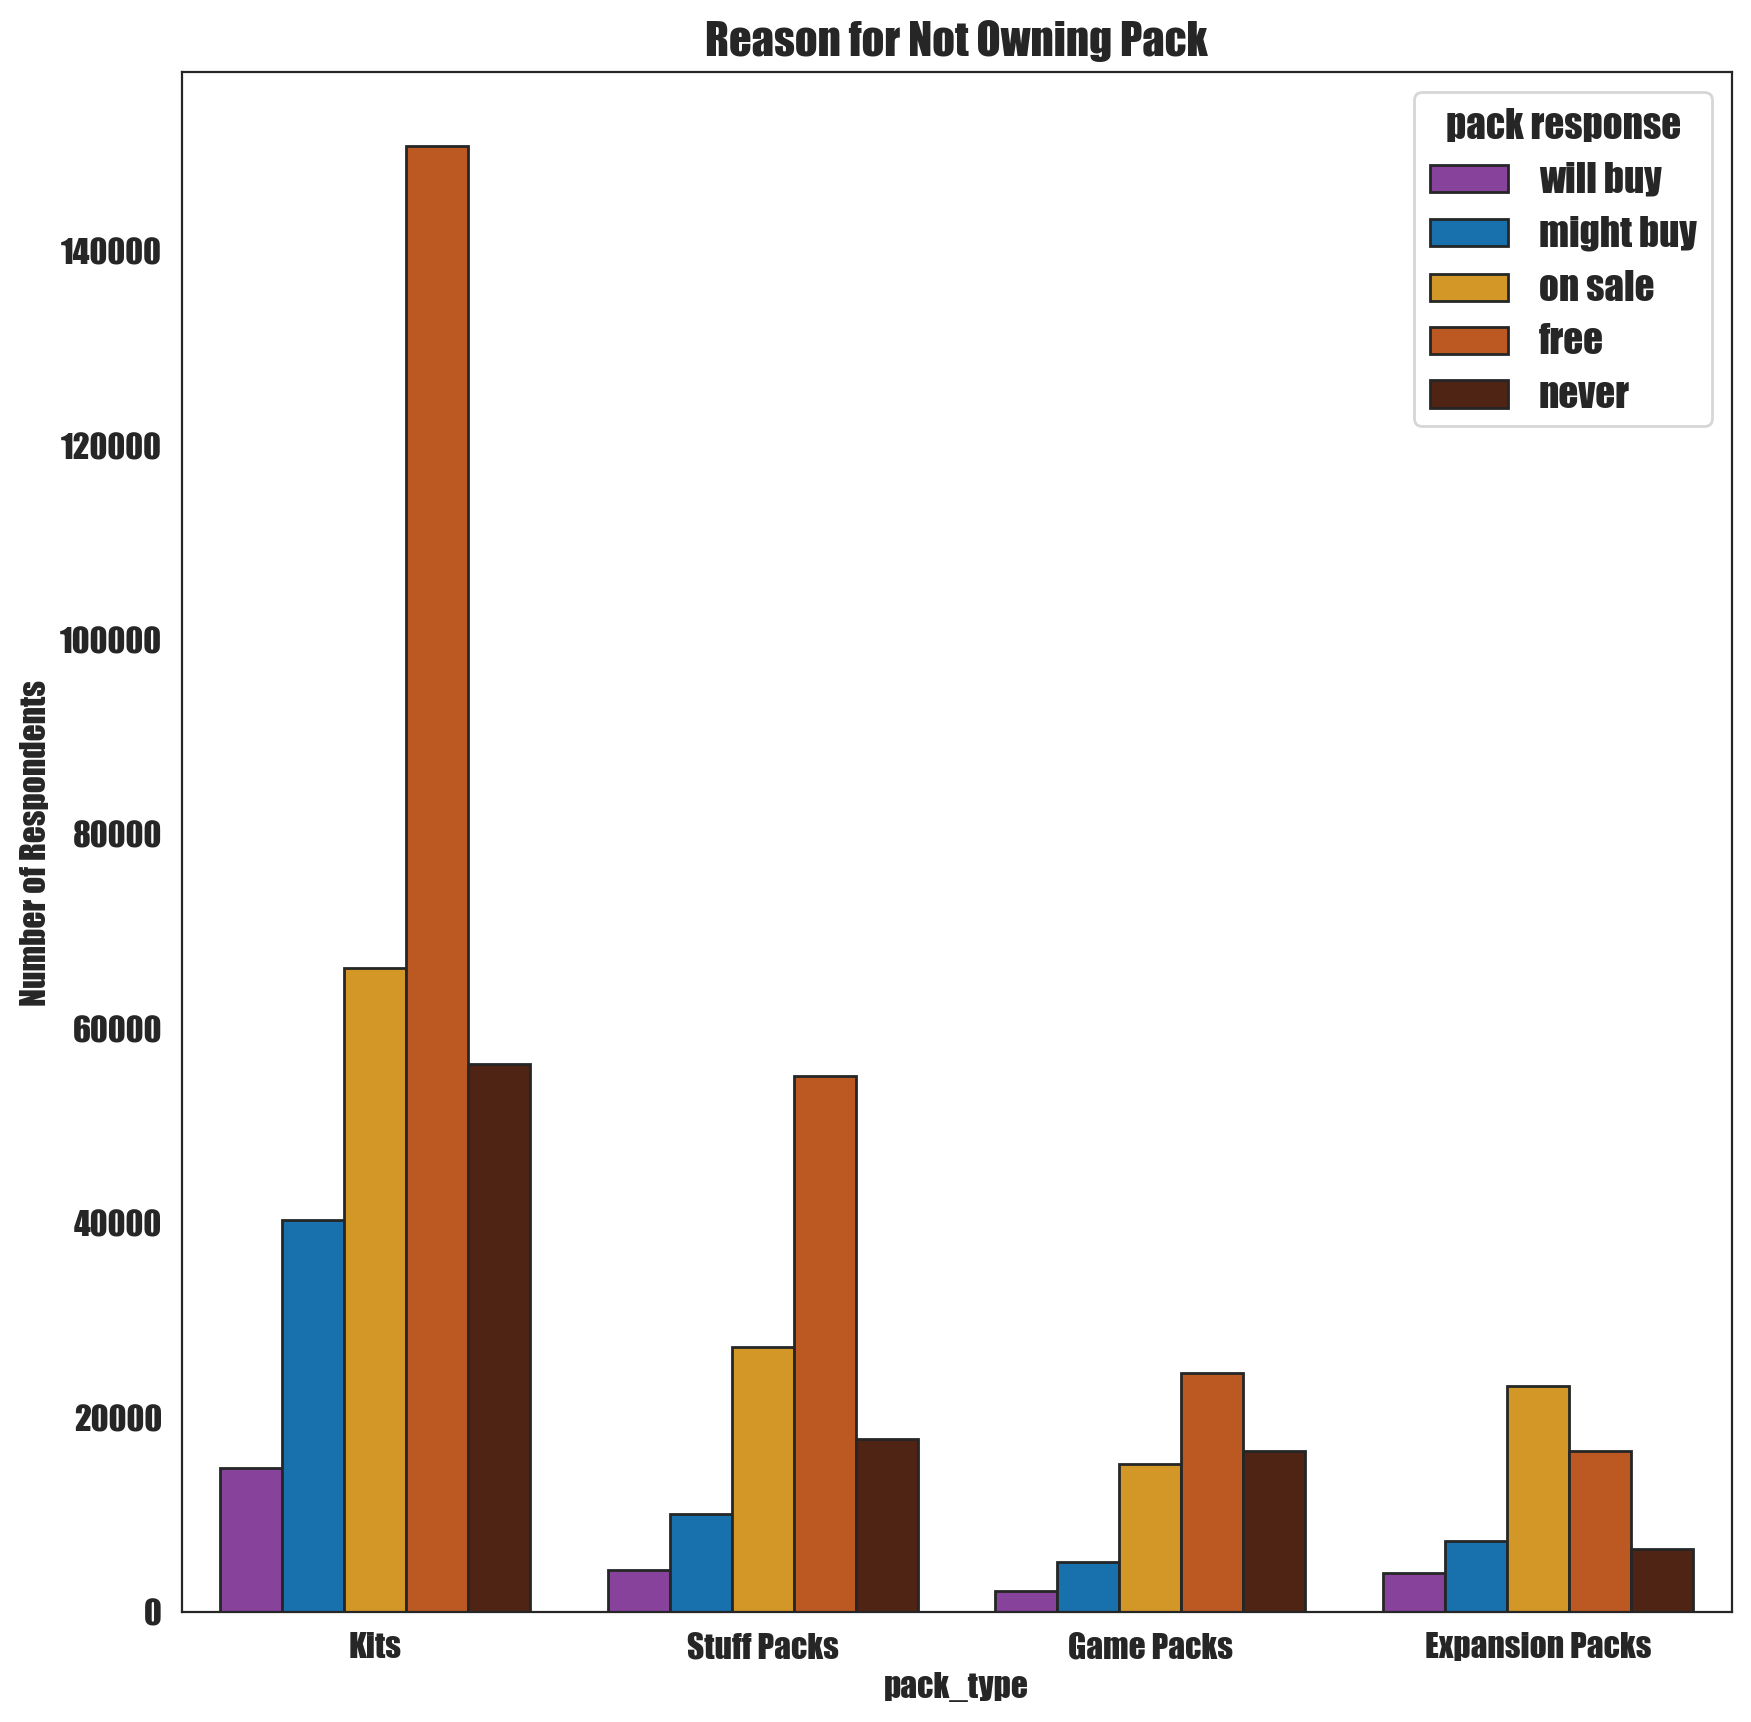 Reason for Not Owning Pack
pack response
will buy
might buy
on sale
free
never
140000
120000
100000
80000
60000
40000
20000
0
Number of Respondents
Kits
Stuff Packs
Game Packs
Expansion Packs
pack_type